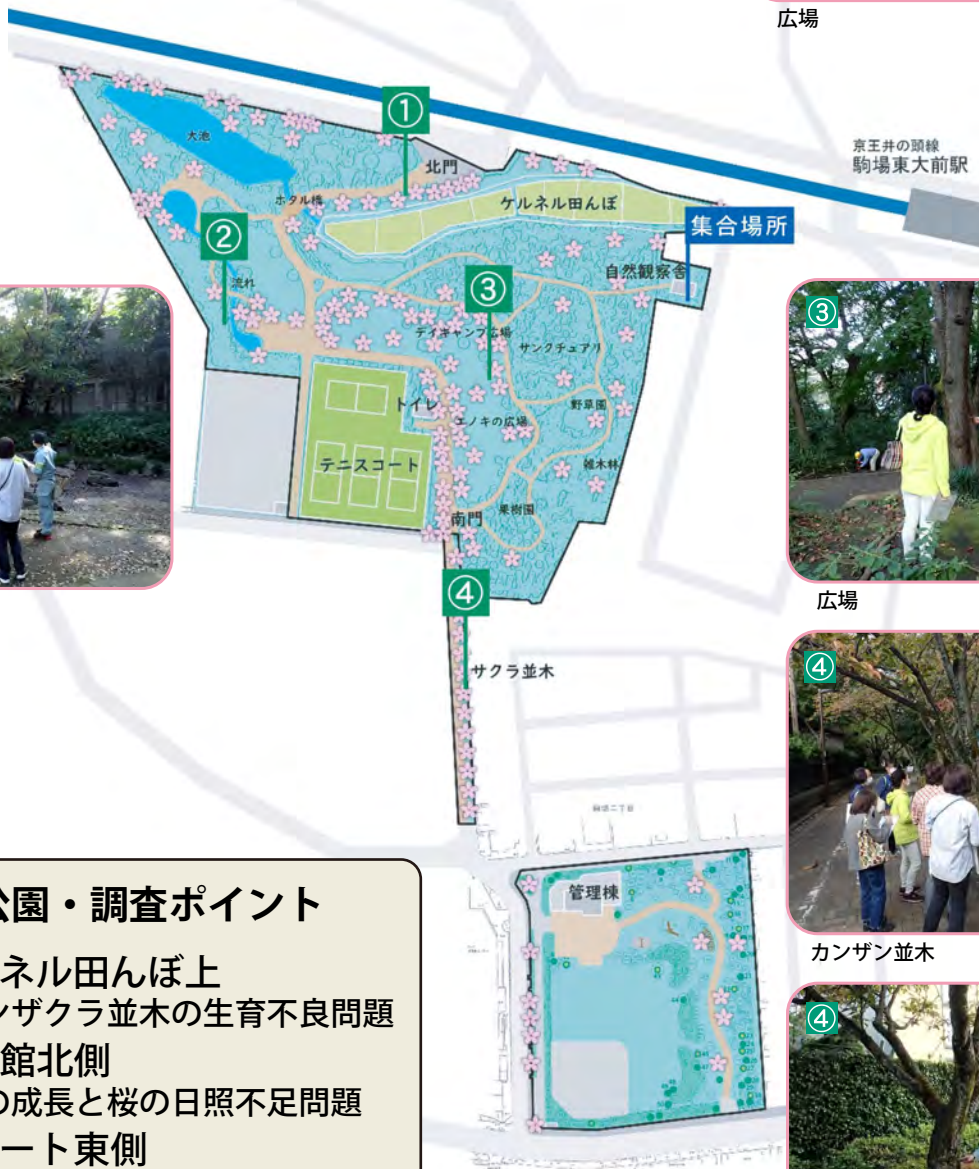 広場
京王井の頭線
駒場東大前駅
①
北門
大池
ホタル橋
ケルネル田んぼ
集合場所
②
流れ
③
自然観察舎
デイキャンプ広場
サンクチュアリ
トイレ
エノキの広場
野草園
テニスコート
雑木林
果樹園
南門
③
広場
④
サクラ並木
④
カンザン並木
駒場二丁目
管理棟
④
公園・調査ポイント
ネル田んぼ上
ンザクラ並木の生育不良問題
館北側
の成長と桜の日照不足問題
ート東側